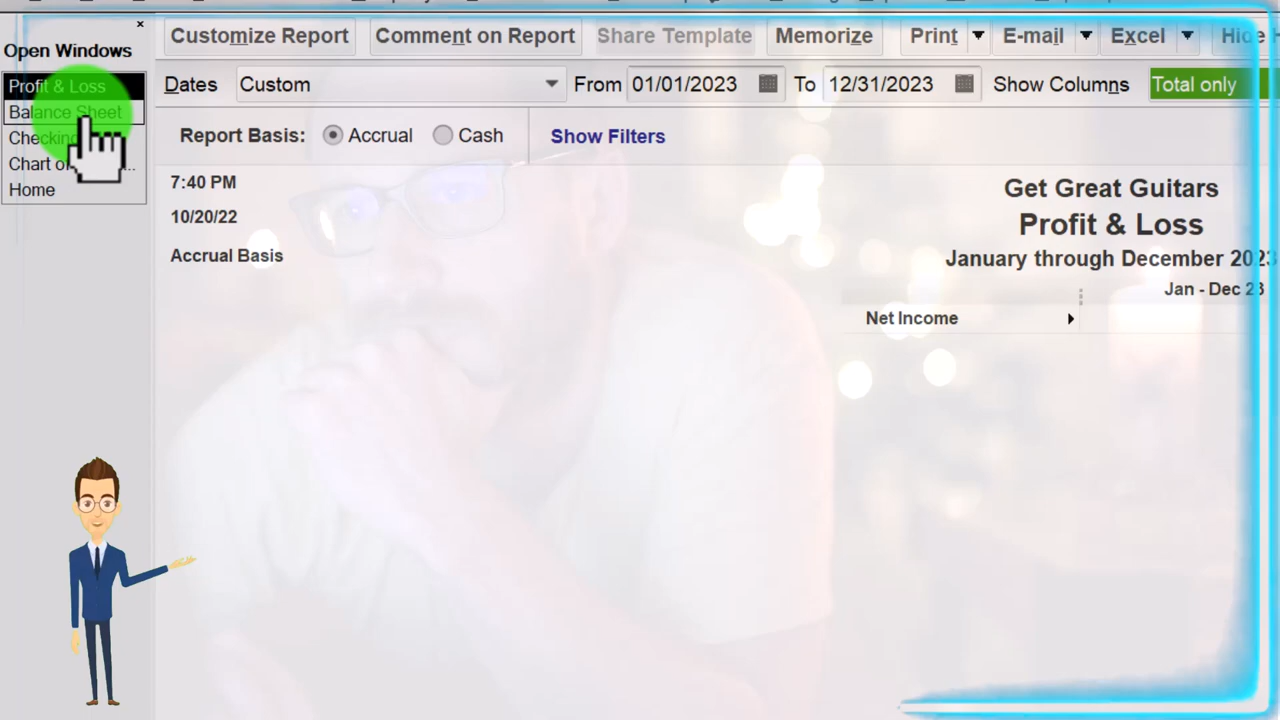 Customize Report Comment on Report Share Template Memorize Print E-mail Excel Hide
Open Windows
Profit & Loss
Balance Sheet
Checking
Chart
Home
Dates Custom From 01/01/2023 To 12/31/2023 Show Columns Total only
Report Basis: Accrual Cash Show Filters
7:40 PM
10/20/22
Accrual Basis
Get Great Guitars
Profit & Loss
January through December 2023
Jan - Dec 23
Net Income